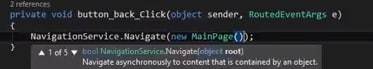 2 references
private void button_back_Click(object sender, RoutedEventArgs e)
{
NavigationService.Navigate(new MainPage());
▲ 1 of 5 ▼ bool NavigationService.Navigate(object root)
Navigate asynchronously to content that is contained by an object.
}